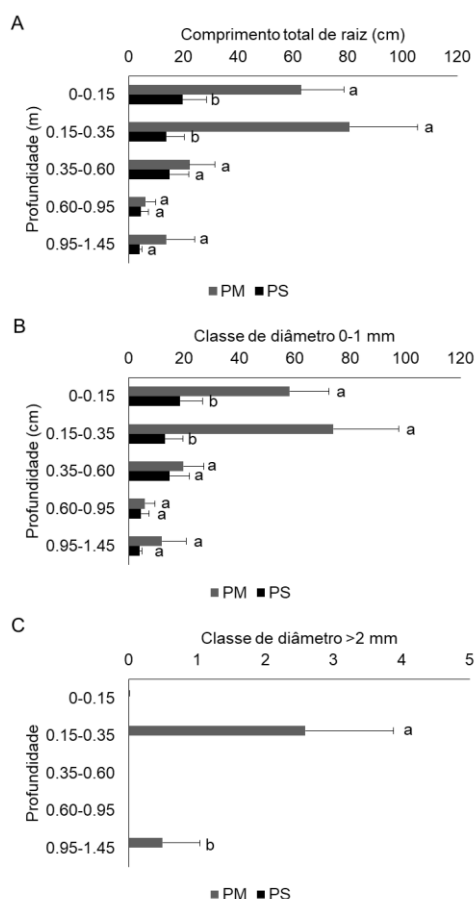 A
Comprimento total de raiz (cm)
0 20 40 60 80 100 120
Profundidade (m)
0-0.15 a
b
0.15-0.35 a
b
0.35-0.60 a
a
0.60-0.95 a
a
0.95-1.45 a
a
PM PS
B
Classe de diâmetro 0-1 mm
0 20 40 60 80 100 120
Profundidade (cm)
0-0.15 a
b
0.15-0.35 a
b
0.35-0.60 a
a
0.60-0.95 a
a
0.95-1.45 a
a
PM PS
C
Classe de diâmetro >2 mm
0 1 2 3 4 5
Profundidade
0-0.15
0.15-0.35 a
0.35-0.60
0.60-0.95
0.95-1.45 b
PM PS